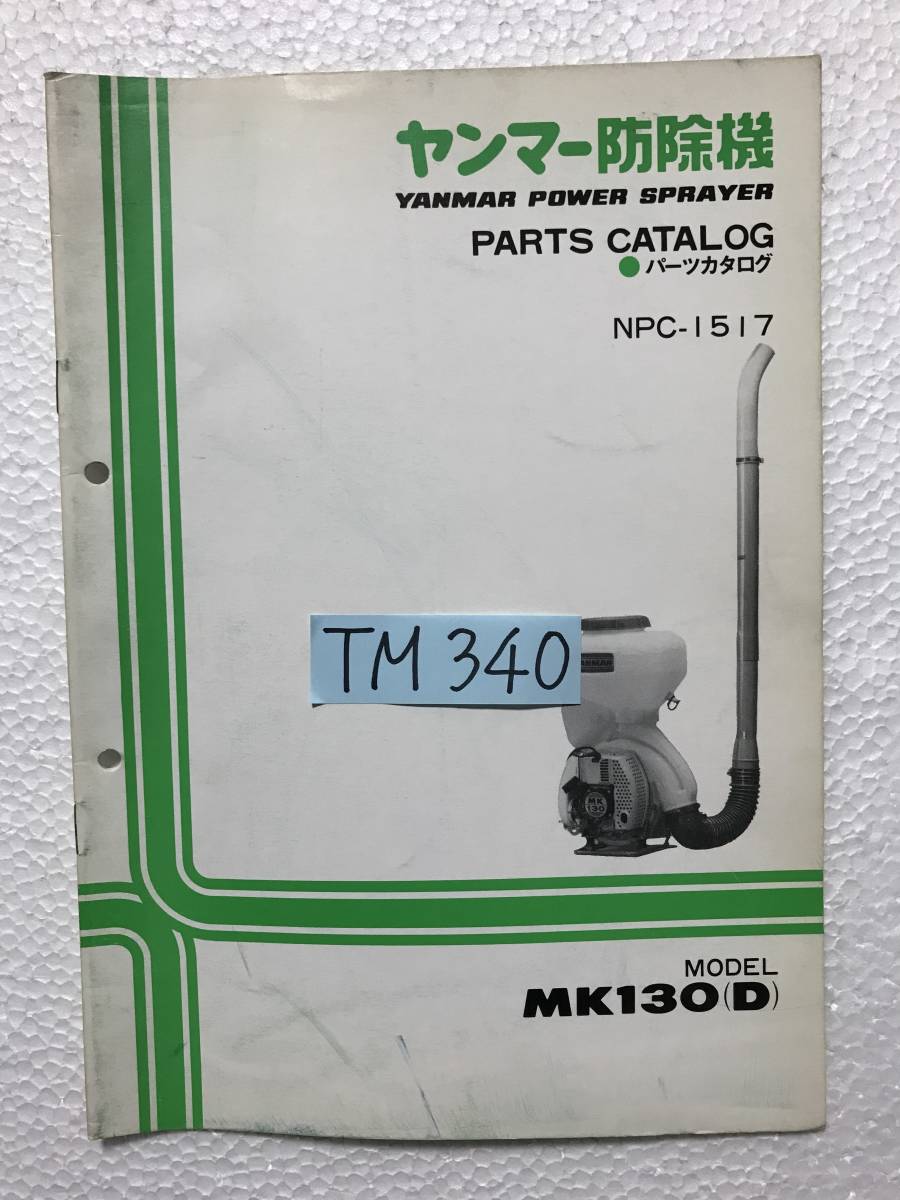 ヤンマー防除機
YANMAR POWER SPRAYER
PARTS CATALOG
●パーツカタログ
NPC-1517
TM 340
YANMAR
MK
130
MODEL
MK130(D)